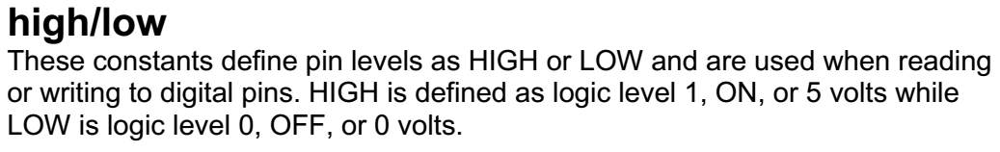 high/low
These constants define pin levels as HIGH or LOW and are used when reading
or writing to digital pins. HIGH is defined as logic level 1, ON, or 5 volts while
LOW is logic level 0, OFF, or 0 volts.